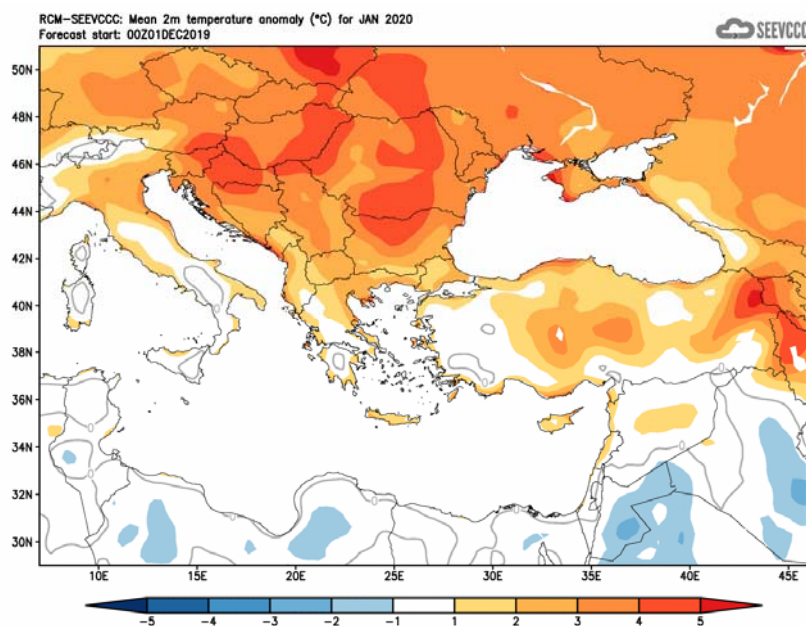 RCM-SEEVCCC: Mean 2m temperature anomaly (°C) for JAN 2020
Forecast start: 00Z01DEC2019
SEEVCCC
50N
48N
46N
44N
42N
40N
38N
36N
34N
32N
30N
10E 15E 20E 25E 30E 35E 40E 45E
-5 -4 -3 -2 -1 1 2 3 4 5